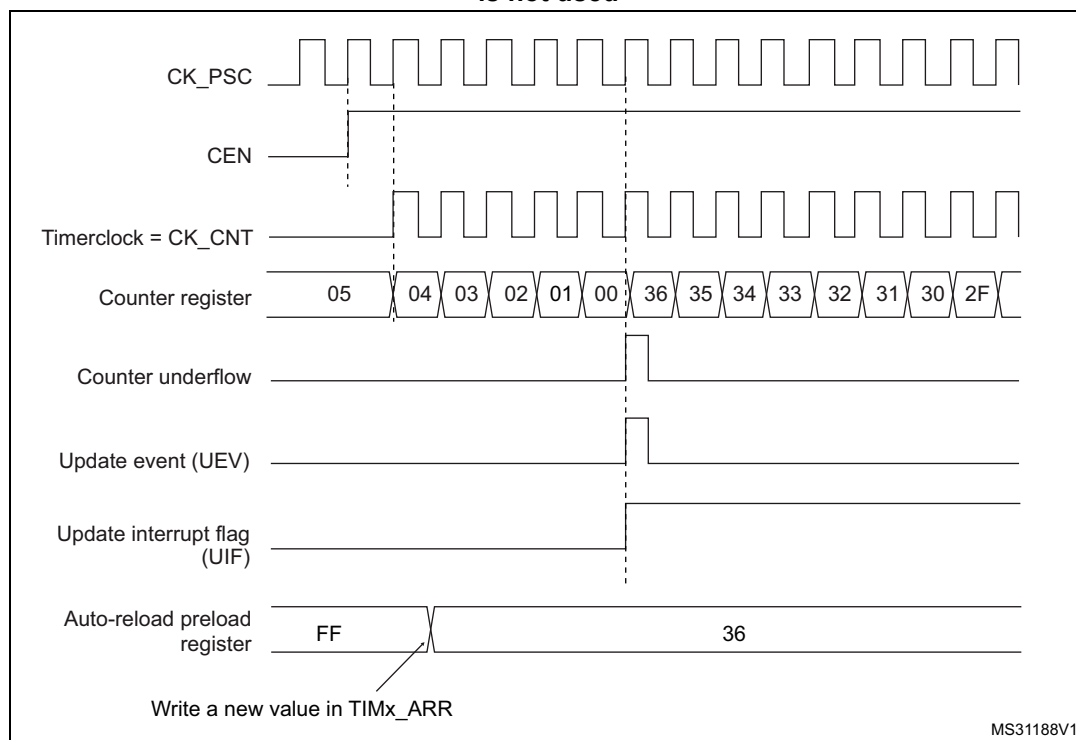 is not used
CK_PSC
CEN
Timerclock = CK_CNT
Counter register 05 04 03 02 01 00 36 35 34 33 32 31 30 2F
Counter underflow
Update event (UEV)
Update interrupt flag
(UIF)
Auto-reload preload
register FF 36
Write a new value in TIMx_ARR
MS31188V1